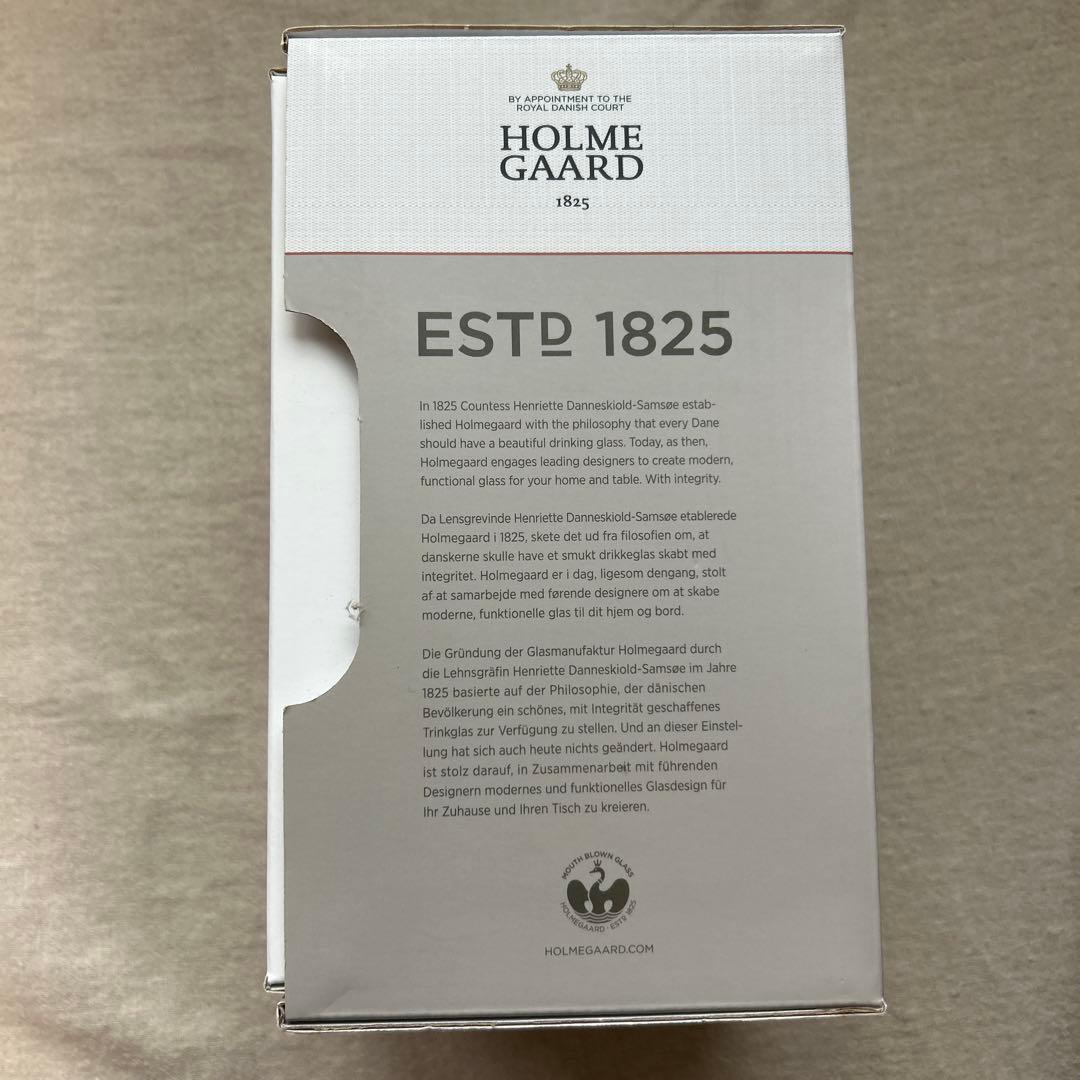 BY APPOINTMENT TO THE
ROYAL DANISH COURT
HOLME
GAARD
1825
ESTD 1825
In 1825 Countess Henriette Danneskiold-Samsøe estab-
lished Holmegaard with the philosophy that every Dane
should have a beautiful drinking glass. Today, as then,
Holmegaard engages leading designers to create modern,
functional glass for your home and table. With integrity.
Da Lensgrevinde Henriette Danneskiold-Samsøe etablerede
Holmegaard i 1825, skete det ud fra filosofien om, at
danskerne skulle have et smukt drikkeglas skabt med
integritet. Holmegaard er i dag, ligesom dengang, stolt
af at samarbejde med førende designere om at skabe
moderne, funktionelle glas til dit hjem og bord.
Die Gründung der Glasmanufaktur Holmegaard durch
die Lehnsgräfin Henriette Danneskiold-Samsøe im Jahre
1825 basierte auf der Philosophie, der dänischen
Bevölkerung ein schönes, mit Integrität geschaffenes
Trinkglas zur Verfügung zu stellen. Und an dieser Einstel-
lung hat sich auch heute nichts geändert. Holmegaard
ist stolz darauf, in Zusammenarbeit mit führenden
Designern modernes und funktionelles Glasdesign für
Ihr Zuhause und Ihren Tisch zu kreieren.
MOUTH BLOWN GLASS
HOLMEGAARD · ESTD 1825
HOLMEGAARD.COM